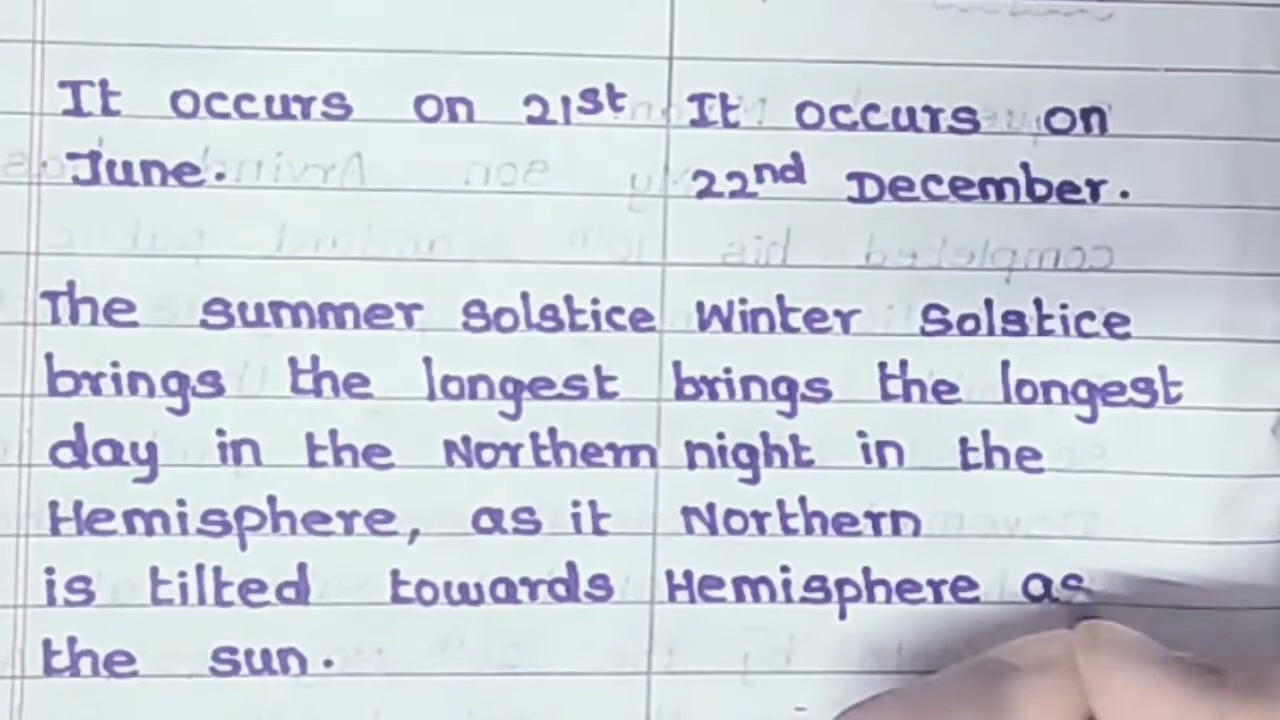 It occurs on 21st
June.
The summer solstice
brings the longest
day in the Northern
Hemisphere, as it
is tilted towards
the sun.
It occurs on
22nd December.
Winter Solstice
brings the longest
night in the
Northern
Hemisphere as